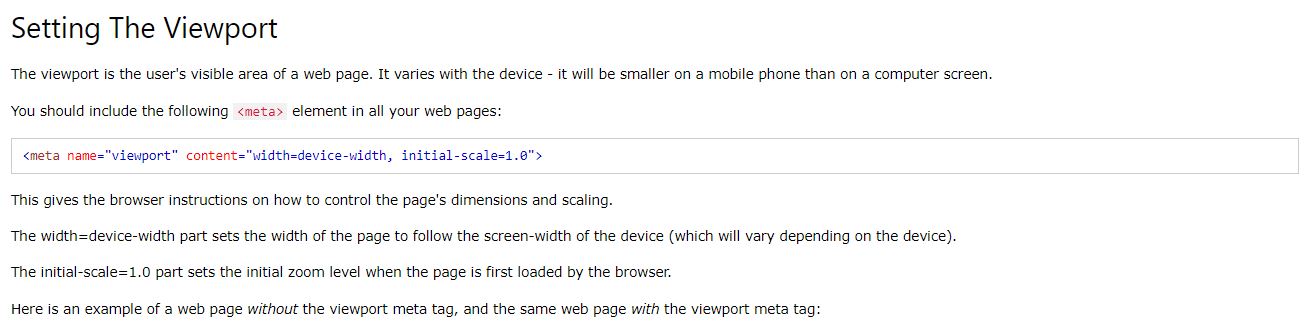 Setting The Viewport
The viewport is the user's visible area of a web page. It varies with the device - it will be smaller on a mobile phone than on a computer screen.
You should include the following <meta> element in all your web pages:
<meta name="viewport" content="width=device-width, initial-scale=1.0">
This gives the browser instructions on how to control the page's dimensions and scaling.
The width=device-width part sets the width of the page to follow the screen-width of the device (which will vary depending on the device).
The initial-scale=1.0 part sets the initial zoom level when the page is first loaded by the browser.
Here is an example of a web page without the viewport meta tag, and the same web page with the viewport meta tag: